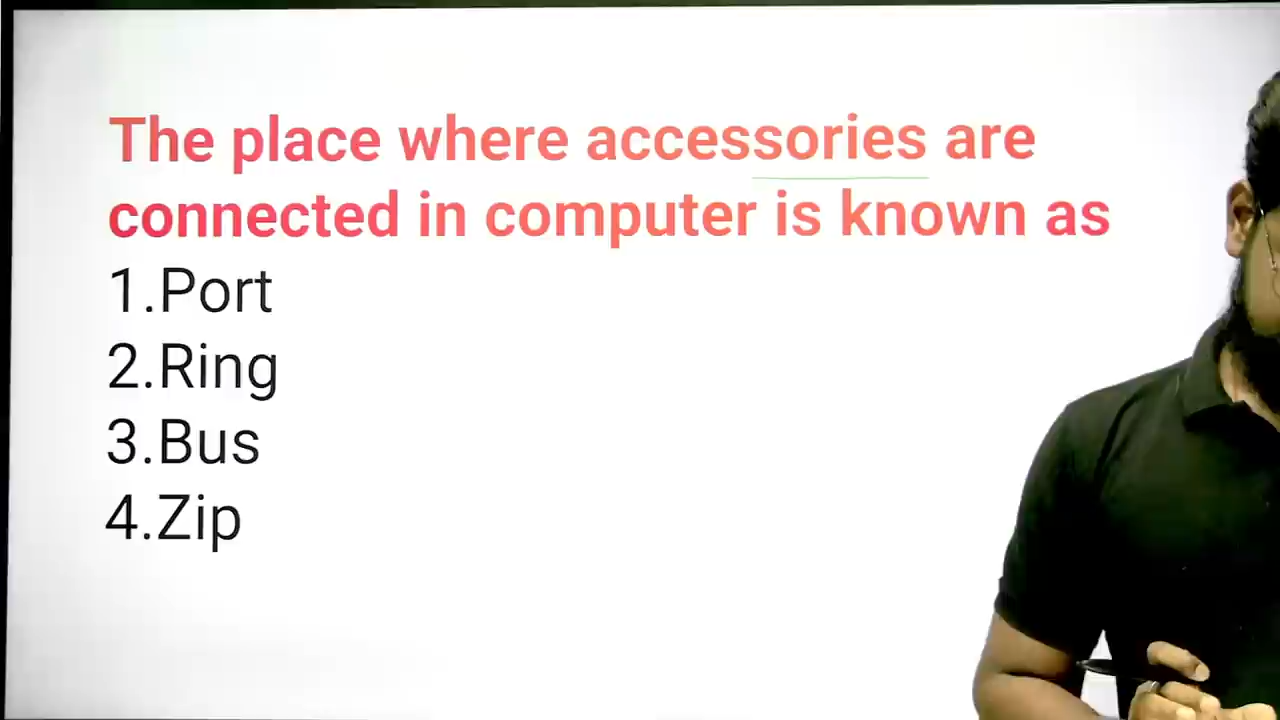 The place where accessories are
connected in computer is known as
1.Port
2.Ring
3.Bus
4.Zip